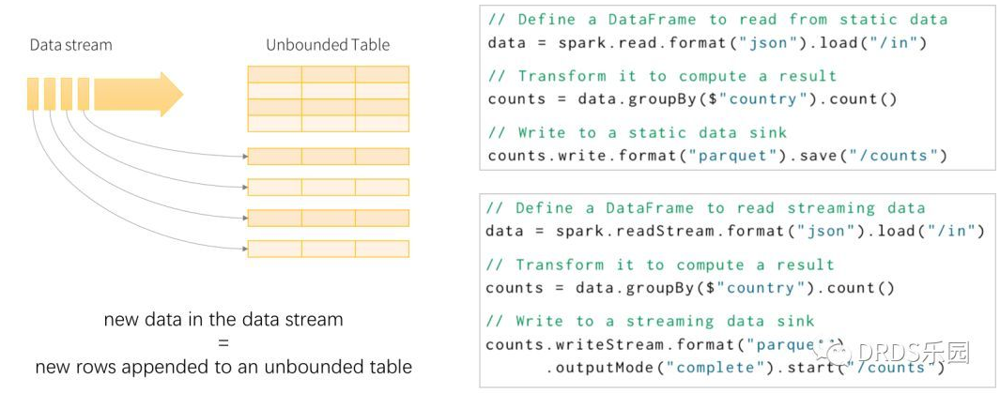 Data stream
Unbounded Table
new data in the data stream
=
new rows appended to an unbounded table
// Define a DataFrame to read from static data
data = spark.read.format("json").load("/in")
// Transform it to compute a result
counts = data.groupBy($"country").count()
// Write to a static data sink
counts.write.format("parquet").save("/counts")
// Define a DataFrame to read streaming data
data = spark.readStream.format("json").load("/in")
// Transform it to compute a result
counts = data.groupBy($"country").count()
// Write to a streaming data sink
counts.writeStream.format("parquet")
.outputMode("complete").start("/counts")
DRDS乐园